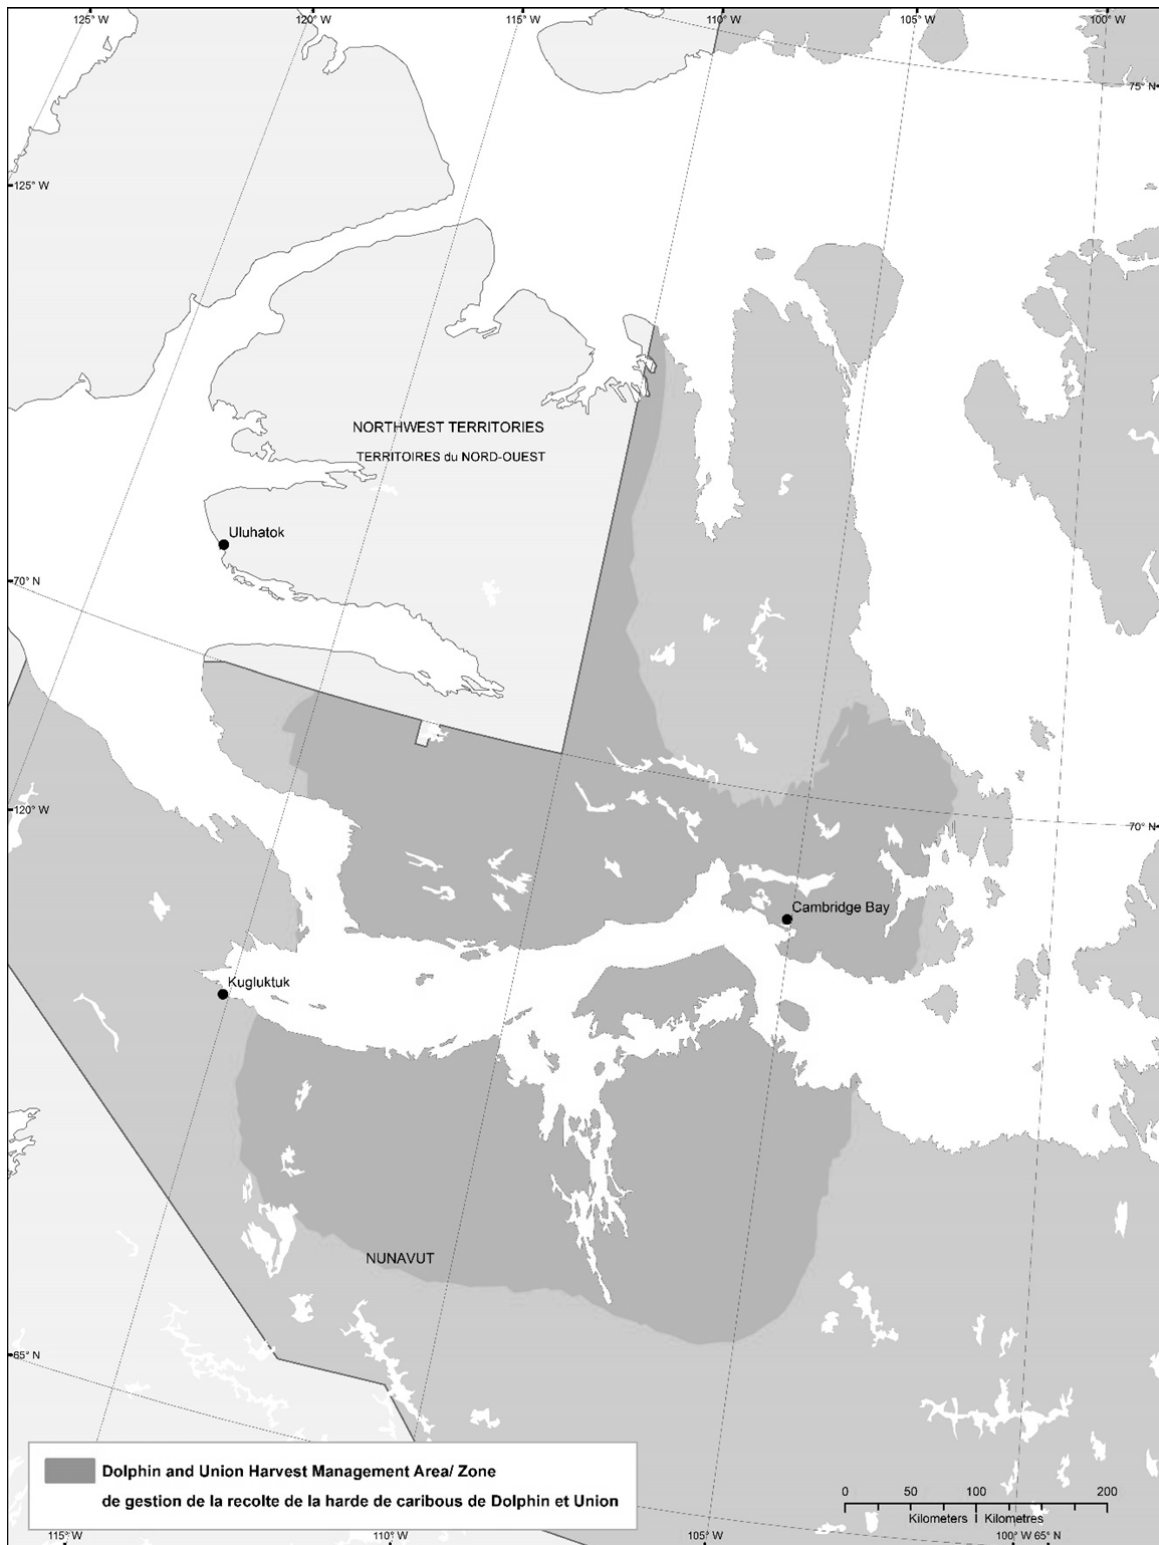 125° W
120° W
115° W
110° W
105° W
100° W
75° N
125° W
NORTHWEST TERRITORIES
TERRITOIRES du NORD-OUEST
Uluhatok
70° N
120° W
70° N
Cambridge Bay
Kugluktuk
NUNAVUT
65° N
Dolphin and Union Harvest Management Area/ Zone
de gestion de la recolte de la harde de caribous de Dolphin et Union
0 50 100 200
Kilometers Kilometres
115° W
110° W
105° W
100° W 65° N